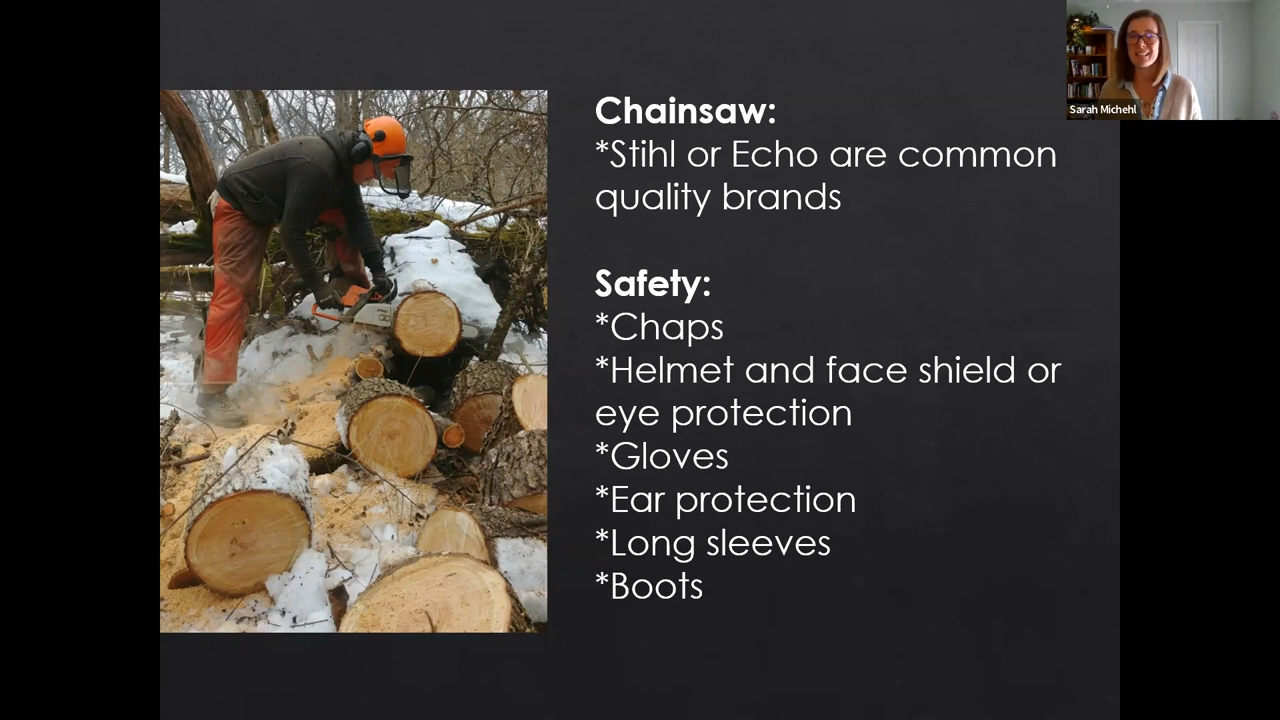 Sarah Michehl
Chainsaw:
*Stihl or Echo are common
quality brands
Safety:
*Chaps
*Helmet and face shield or
eye protection
*Gloves
*Ear protection
*Long sleeves
*Boots